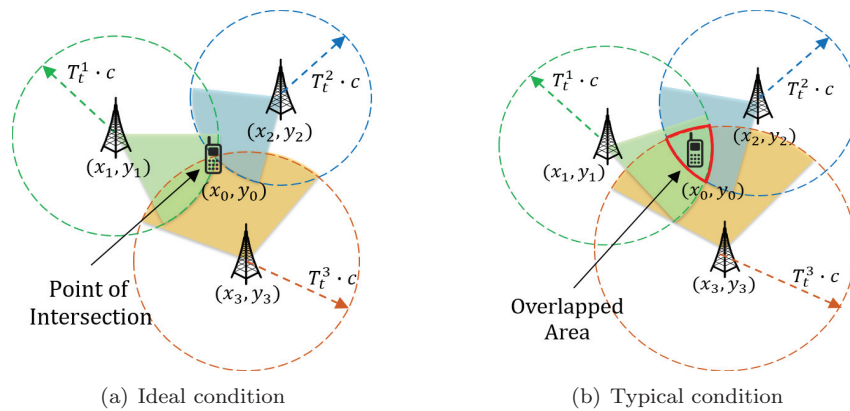 T_t^1 · c
T_t^2 · c
(x_1, y_1)
(x_2, y_2)
(x_0, y_0)
(x_3, y_3)
T_t^3 · c
Point of
Intersection
(a) Ideal condition
T_t^1 · c
T_t^2 · c
(x_1, y_1)
(x_2, y_2)
(x_0, y_0)
(x_3, y_3)
T_t^3 · c
Overlapped
Area
(b) Typical condition